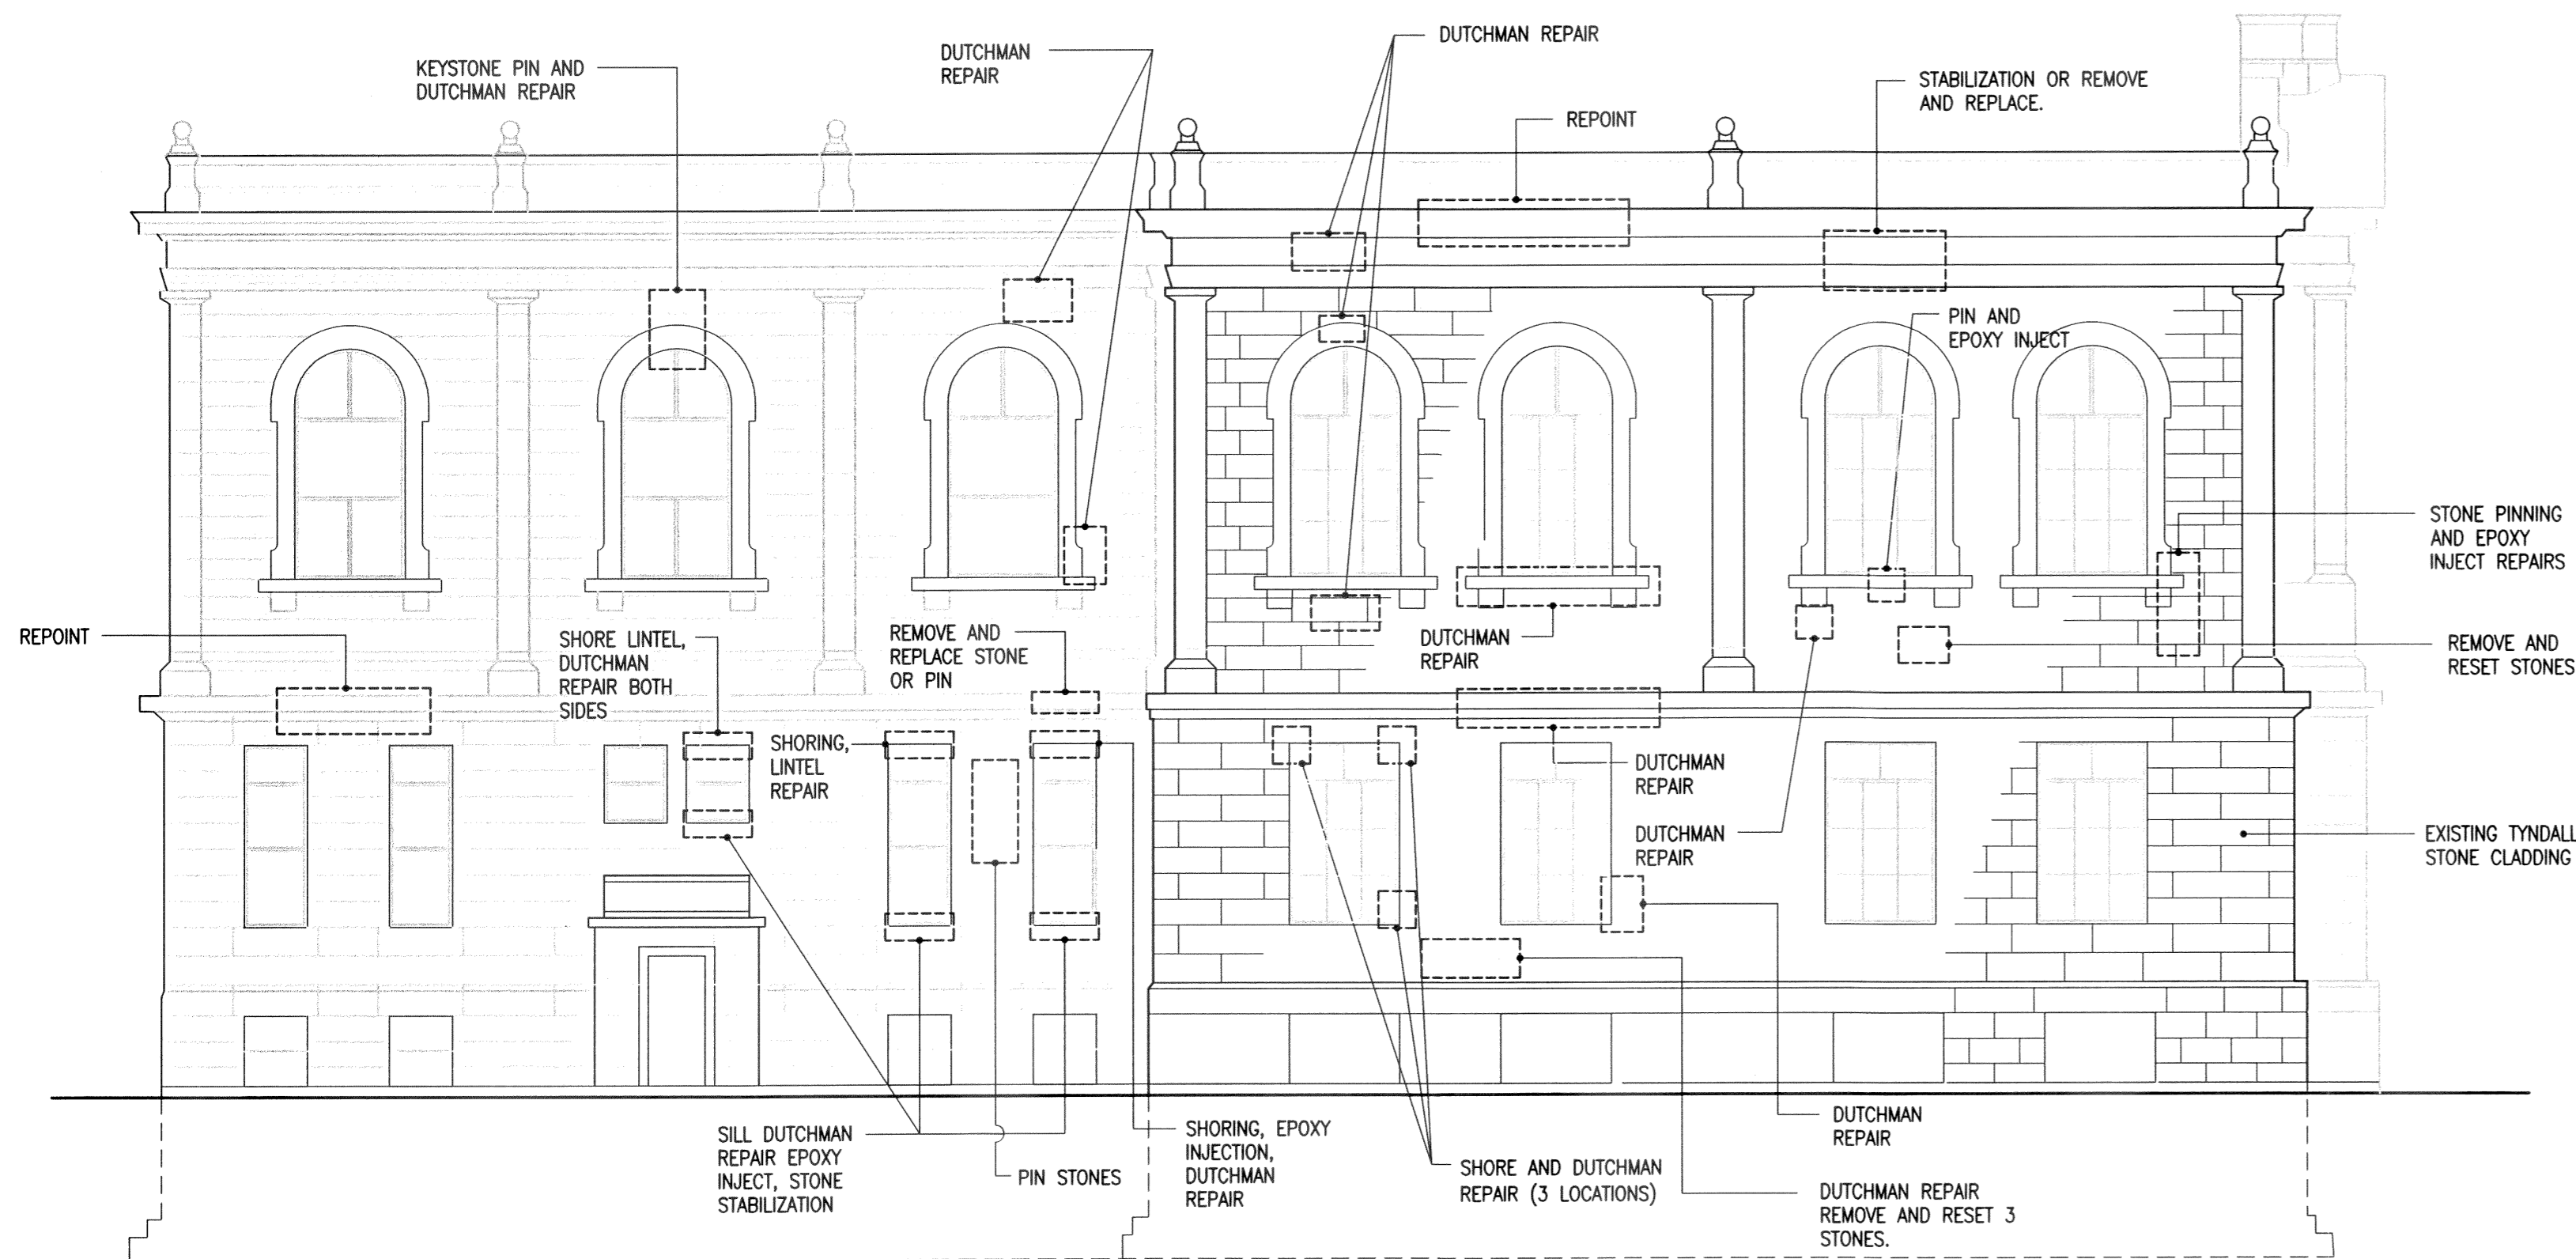 DUTCHMAN REPAIR
DUTCHMAN
REPAIR
KEYSTONE PIN AND
DUTCHMAN REPAIR
STABILIZATION OR REMOVE
AND REPLACE.
REPOINT
PIN AND
EPOXY INJECT
STONE PINNING
AND EPOXY
INJECT REPAIRS
REPOINT
SHORE LINTEL,
DUTCHMAN
REPAIR BOTH
SIDES
REMOVE AND
REPLACE STONE
OR PIN
DUTCHMAN
REPAIR
REMOVE AND
RESET STONES
SHORING,
LINTEL
REPAIR
DUTCHMAN
REPAIR
DUTCHMAN
REPAIR
EXISTING TYNDALL
STONE CLADDING
SILL DUTCHMAN
REPAIR EPOXY
INJECT, STONE
STABILIZATION
PIN STONES
SHORING, EPOXY
INJECTION,
DUTCHMAN
REPAIR
SHORE AND DUTCHMAN
REPAIR (3 LOCATIONS)
DUTCHMAN
REPAIR
DUTCHMAN REPAIR
REMOVE AND RESET 3
STONES.